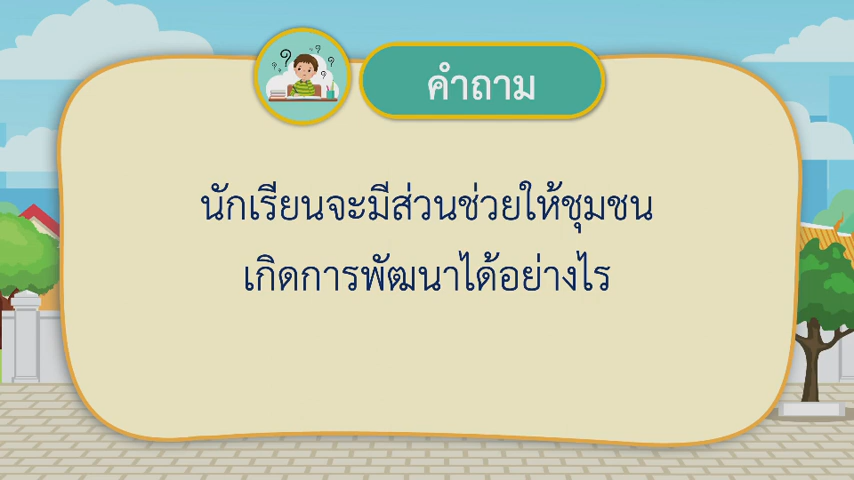 คำถาม
นักเรียนจะมีส่วนช่วยให้ชุมชน
เกิดการพัฒนาได้อย่างไร